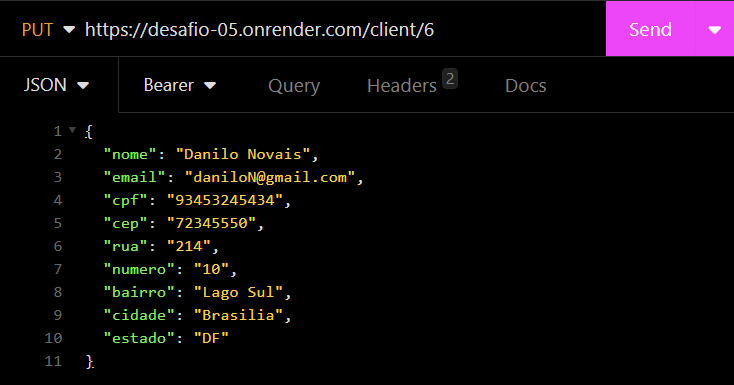 PUT https://desafio-05.onrender.com/client/6 Send
JSON Bearer Query Headers 2 Docs
1 {
2 "nome": "Danilo Novais",
3 "email": "daniloN@gmail.com",
4 "cpf": "93453245434",
5 "cep": "72345550",
6 "rua": "214",
7 "numero": "10",
8 "bairro": "Lago Sul",
9 "cidade": "Brasilia",
10 "estado": "DF"
11 }